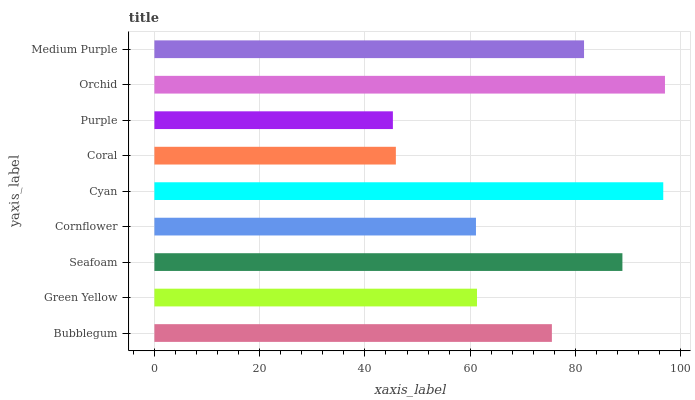 title
Medium Purple
Orchid
Purple
Coral
Cyan
Cornflower
Seafoam
Green Yellow
Bubblegum
yaxis_label
0 20 40 60 80 100
xaxis_label